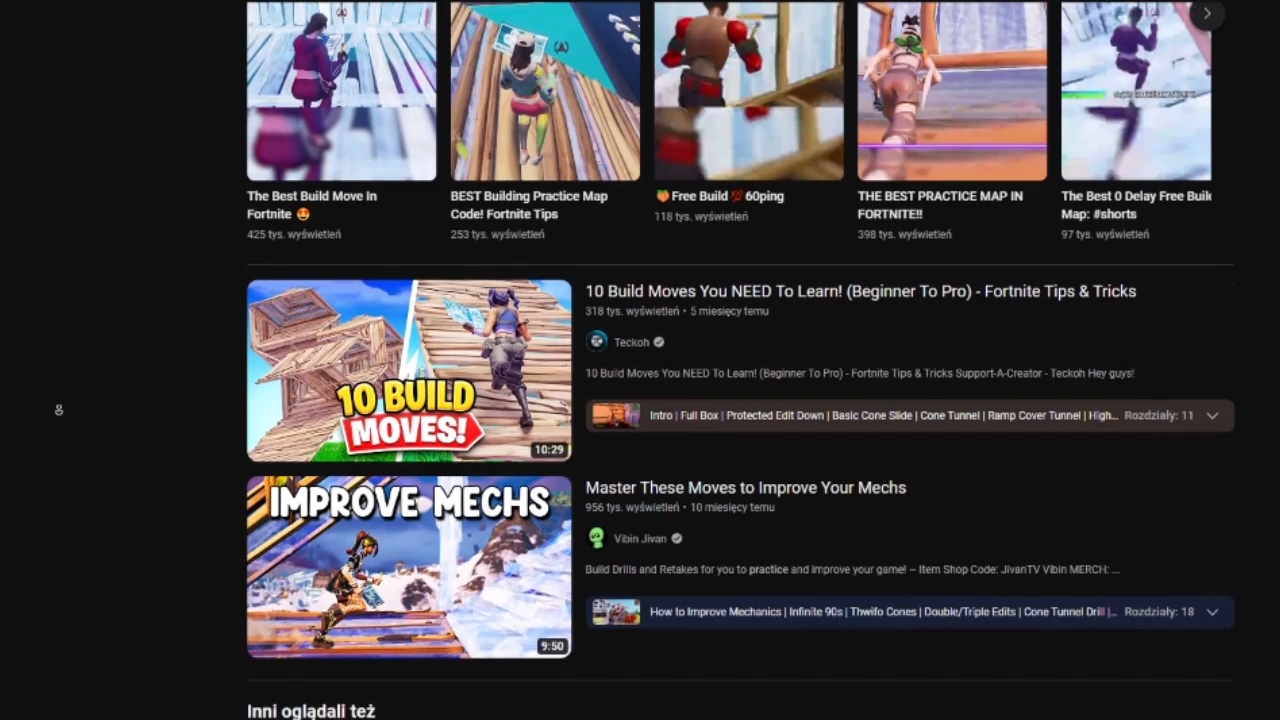 The Best Build Move In
Fortnite 🤩
425 tys. wyświetleń
BEST Building Practice Map
Code! Fortnite Tips
253 tys. wyświetleń
🍑 Free Build 💯 60ping
118 tys. wyświetleń
THE BEST PRACTICE MAP IN
FORTNITE!!
398 tys. wyświetleń
The Best 0 Delay Free Buil
Map: #shorts
97 tys. wyświetleń
10 BUILD
MOVES!
10:29
10 Build Moves You NEED To Learn! (Beginner To Pro) - Fortnite Tips & Tricks
318 tys. wyświetleń • 5 miesięcy temu
Teckoh
10 Build Moves You NEED To Learn! (Beginner To Pro) - Fortnite Tips & Tricks Support-A-Creator - Teckoh Hey guys!
Intro | Full Box | Protected Edit Down | Basic Cone Slide | Cone Tunnel | Ramp Cover Tunnel | High... Rozdziały: 11
IMPROVE MECHS
9:50
Master These Moves to Improve Your Mechs
956 tys. wyświetleń • 10 miesięcy temu
Vibin Jivan
Build Drills and Retakes for you to practice and improve your game! – Item Shop Code: JivanTV Vibin MERCH: ...
How to Improve Mechanics | Infinite 90s | Thwifo Cones | Double/Triple Edits | Cone Tunnel Drill |... Rozdziały: 18
Inni oglądali też